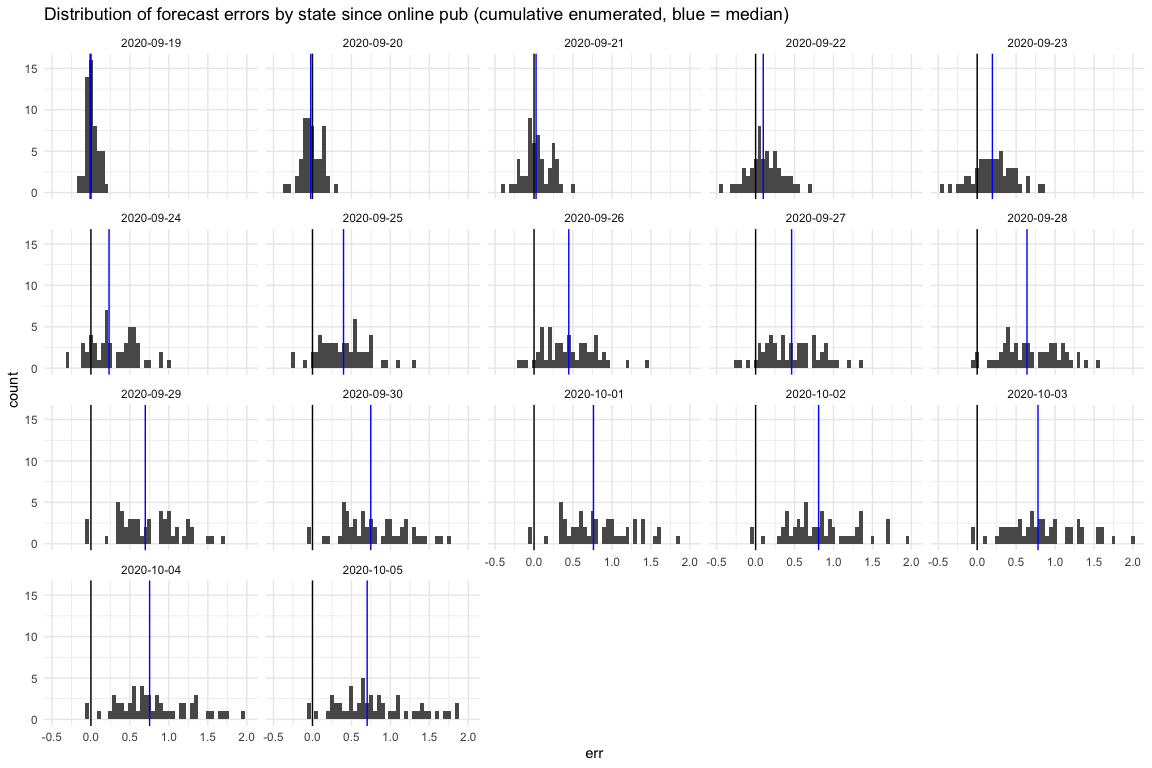 Distribution of forecast errors by state since online pub (cumulative enumerated, blue = median)
2020-09-19 2020-09-20 2020-09-21 2020-09-22 2020-09-23
15
10
5
0
2020-09-24 2020-09-25 2020-09-26 2020-09-27 2020-09-28
15
10
5
0
count
2020-09-29 2020-09-30 2020-10-01 2020-10-02 2020-10-03
15
10
5
0
-0.5 0.0 0.5 1.0 1.5 2.0 -0.5 0.0 0.5 1.0 1.5 2.0 -0.5 0.0 0.5 1.0 1.5 2.0
2020-10-04 2020-10-05
15
10
5
0
-0.5 0.0 0.5 1.0 1.5 2.0 -0.5 0.0 0.5 1.0 1.5 2.0
err